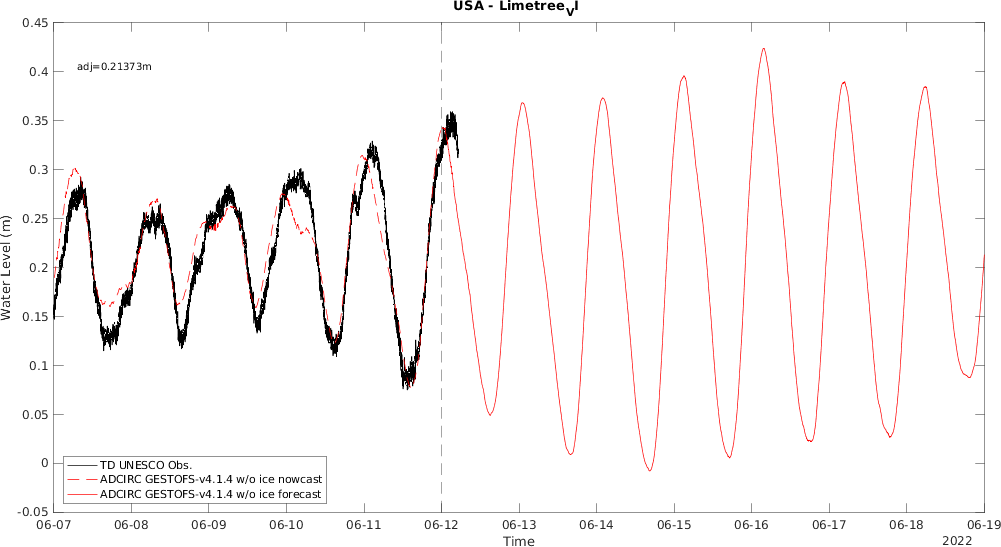 USA - Limetree_VI
0.45
0.4
0.35
0.3
0.25
0.2
0.15
0.1
0.05
0
-0.05
Water Level (m)
adj=0.21373m
TD UNESCO Obs.
ADCIRC GESTOFS-v4.1.4 w/o ice nowcast
ADCIRC GESTOFS-v4.1.4 w/o ice forecast
06-07 06-08 06-09 06-10 06-11 06-12 06-13 06-14 06-15 06-16 06-17 06-18 06-19
Time
2022